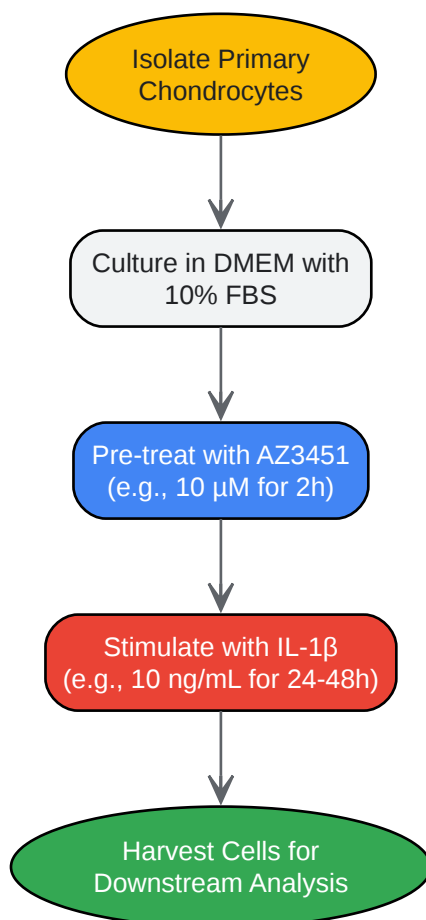 Isolate Primary
Chondrocytes
Culture in DMEM with
10% FBS
Pre-treat with AZ3451
(e.g., 10 µM for 2h)
Stimulate with IL-1β
(e.g., 10 ng/mL for 24-48h)
Harvest Cells for
Downstream Analysis